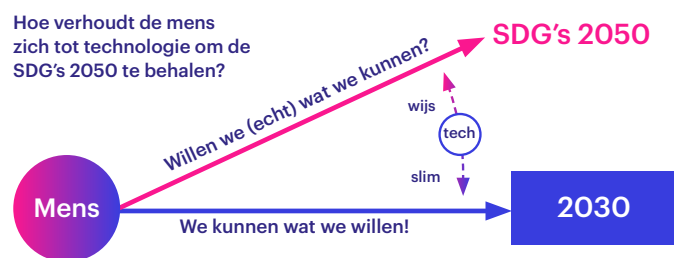 Hoe verhoudt de mens
zich tot technologie om de
SDG's 2050 te behalen?
SDG's 2050
Willen we (echt) wat we kunnen?
wijs
tech
slim
Mens
2030
We kunnen wat we willen!